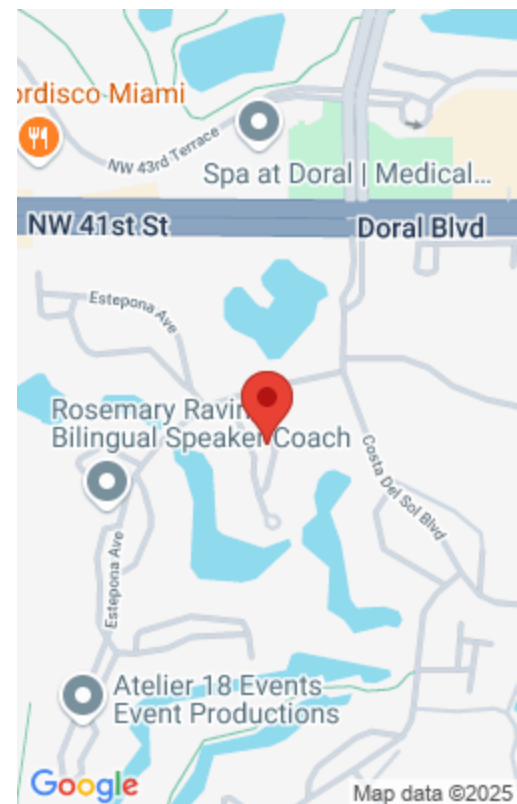 ordisco Miami
NW 43rd Terrace
Spa at Doral | Medical...
NW 41st St
Doral Blvd
Estepona Ave
Rosemary Ravin
Bilingual Speaker Coach
Costa Del Sol Blvd
Estepona Ave
Atelier 18 Events
Event Productions
Google
Map data ©2025